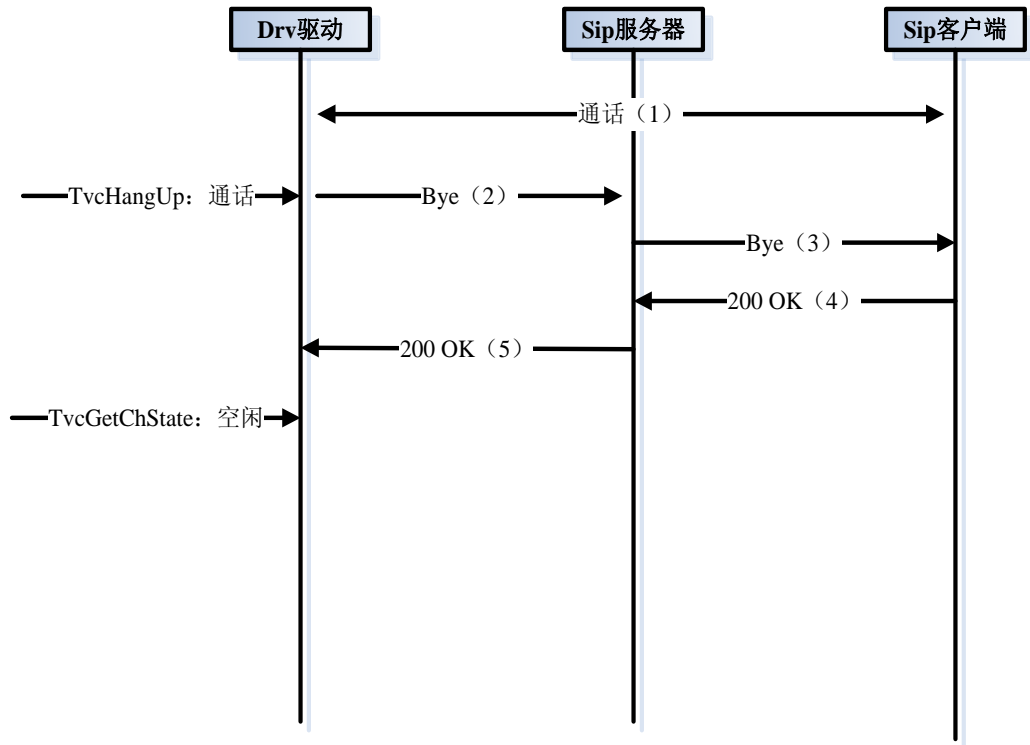 Drv驱动
Sip服务器
Sip客户端
通话（1）
TvcHangUp：通话
Bye（2）
Bye（3）
200 OK（4）
200 OK（5）
TvcGetChState：空闲